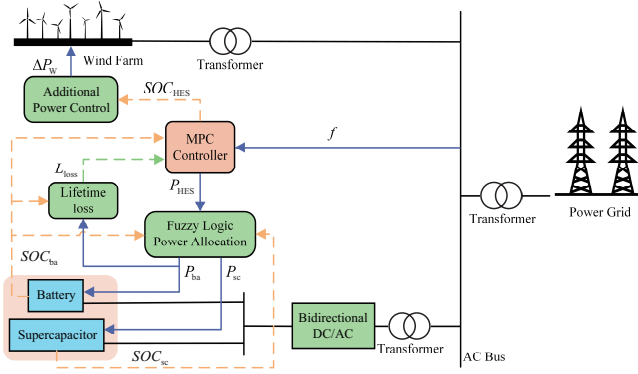 Wind Farm
Transformer
ΔP_W
Additional
Power Control
SOC_HES
MPC
Controller
f
L_loss
P_HES
Lifetime
loss
Fuzzy Logic
Power Allocation
Transformer
Power Grid
SOC_ba
P_ba
P_sc
Battery
Supercapacitor
Bidirectional
DC/AC
Transformer
SOC_sc
AC Bus